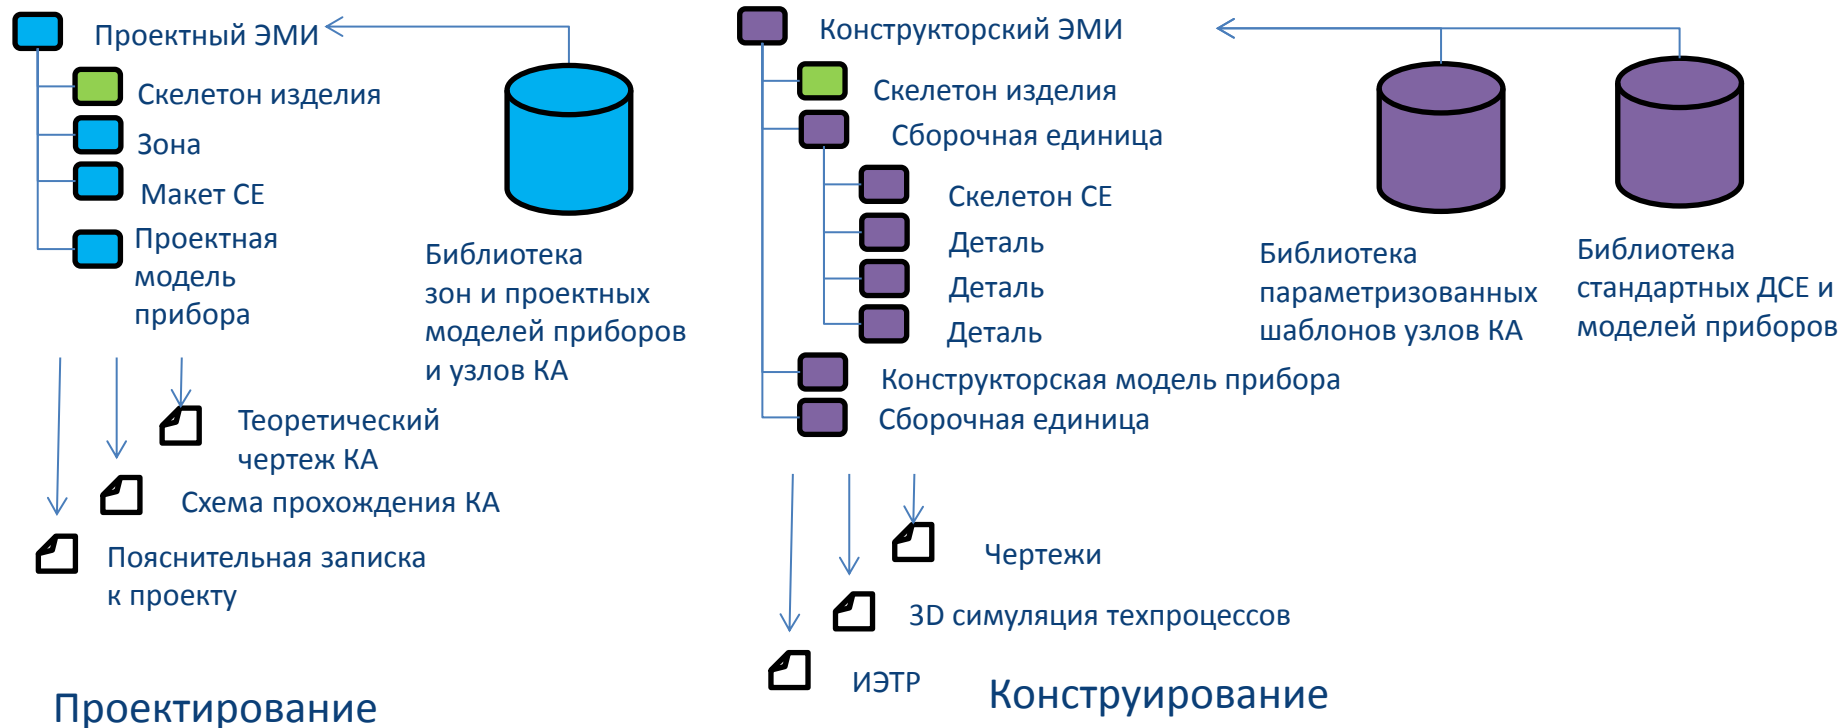 Проектный ЭМИ
Скелетон изделия
Зона
Макет СЕ
Проектная
модель
прибора
Библиотека
зон и проектных
моделей приборов
и узлов КА
Теоретический
чертеж КА
Схема прохождения КА
Пояснительная записка
к проекту
Проектирование
Конструкторский ЭМИ
Скелетон изделия
Сборочная единица
Скелетон СЕ
Деталь
Деталь
Деталь
Конструкторская модель прибора
Сборочная единица
Библиотека
параметризованных
шаблонов узлов КА
Библиотека
стандартных ДСЕ и
моделей приборов
Чертежи
3D симуляция техпроцессов
ИЭТР
Конструирование